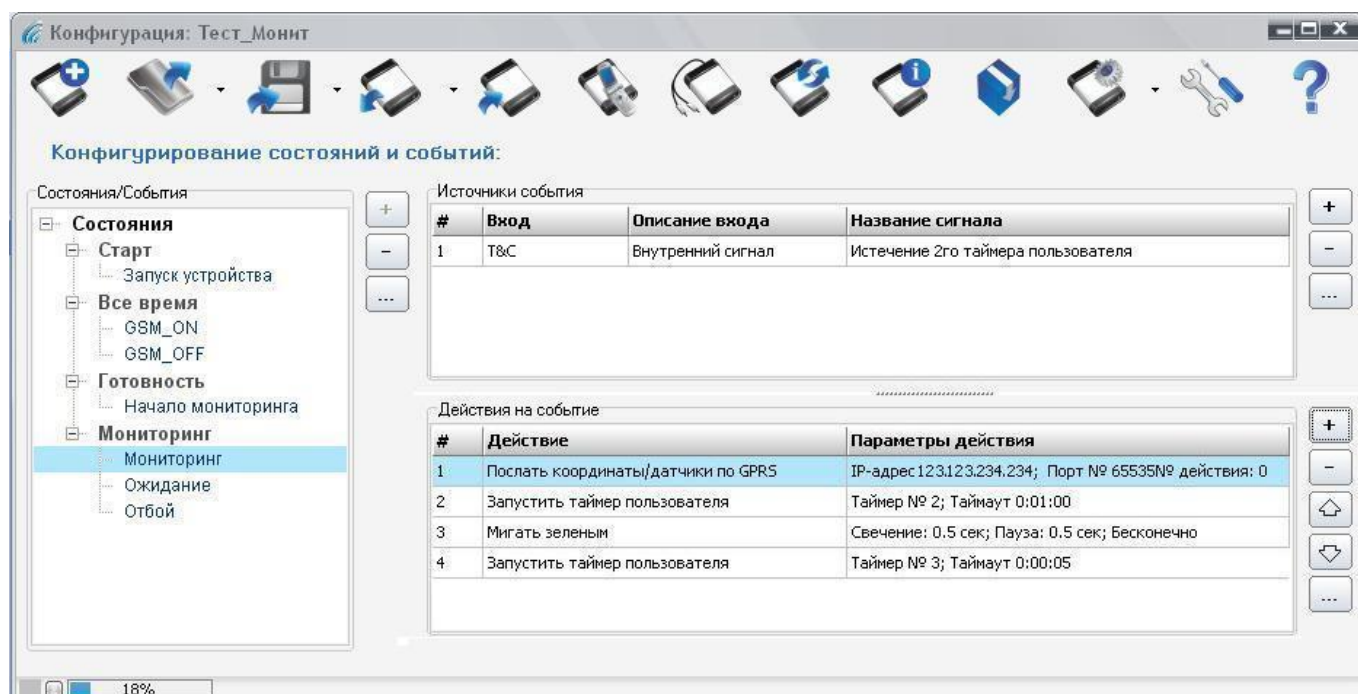 Конфигурация: Тест_Монит
Конфигурирование состояний и событий:
Состояния/События
Состояния
Старт
Запуск устройства
Все время
GSM_ON
GSM_OFF
Готовность
Начало мониторинга
Мониторинг
Мониторинг
Ожидание
Отбой
+
-
...
Источники события
# Вход Описание входа Название сигнала
1 T&C Внутренний сигнал Истечение 2го таймера пользователя
+
-
...
Действия на событие
# Действие Параметры действия
1 Послать координаты/датчики по GPRS IP-адрес123.123.234.234; Порт № 65535№ действия: 0
2 Запустить таймер пользователя Таймер № 2; Таймаут 0:01:00
3 Мигать зеленым Свечение: 0.5 сек; Пауза: 0.5 сек; Бесконечно
4 Запустить таймер пользователя Таймер № 3; Таймаут 0:00:05
+
-
...
18%